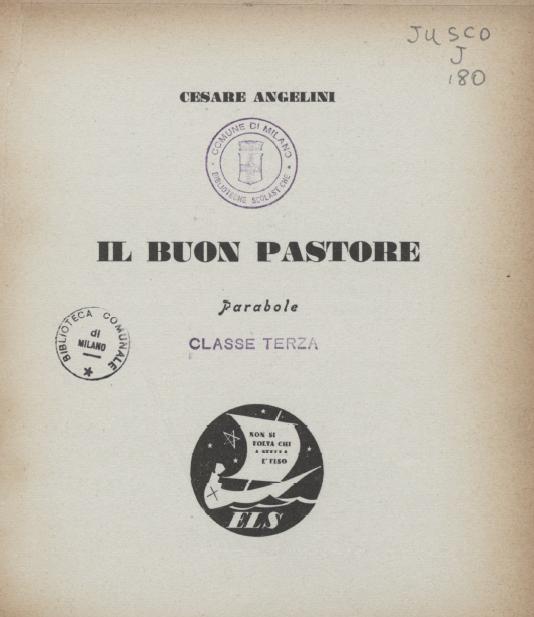 JUSCO
J
180
CESARE ANGELINI
COMUNE DI MILANO
BIBLIOTECHE SCOLASTICHE
IL BUON PASTORE
Parabole
BIBLIOTECA COMUNALE
di
MILANO
CLASSE TERZA
NON SI
VOLTA CHI
A STELLA
E' FISO
ELS